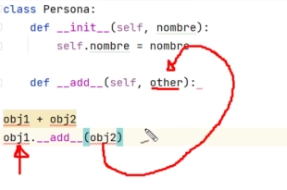 class Persona:
def __init__(self, nombre):
self.nombre = nombre
def __add__(self, other):_
obj1 + obj2
obj1.__add__(obj2)